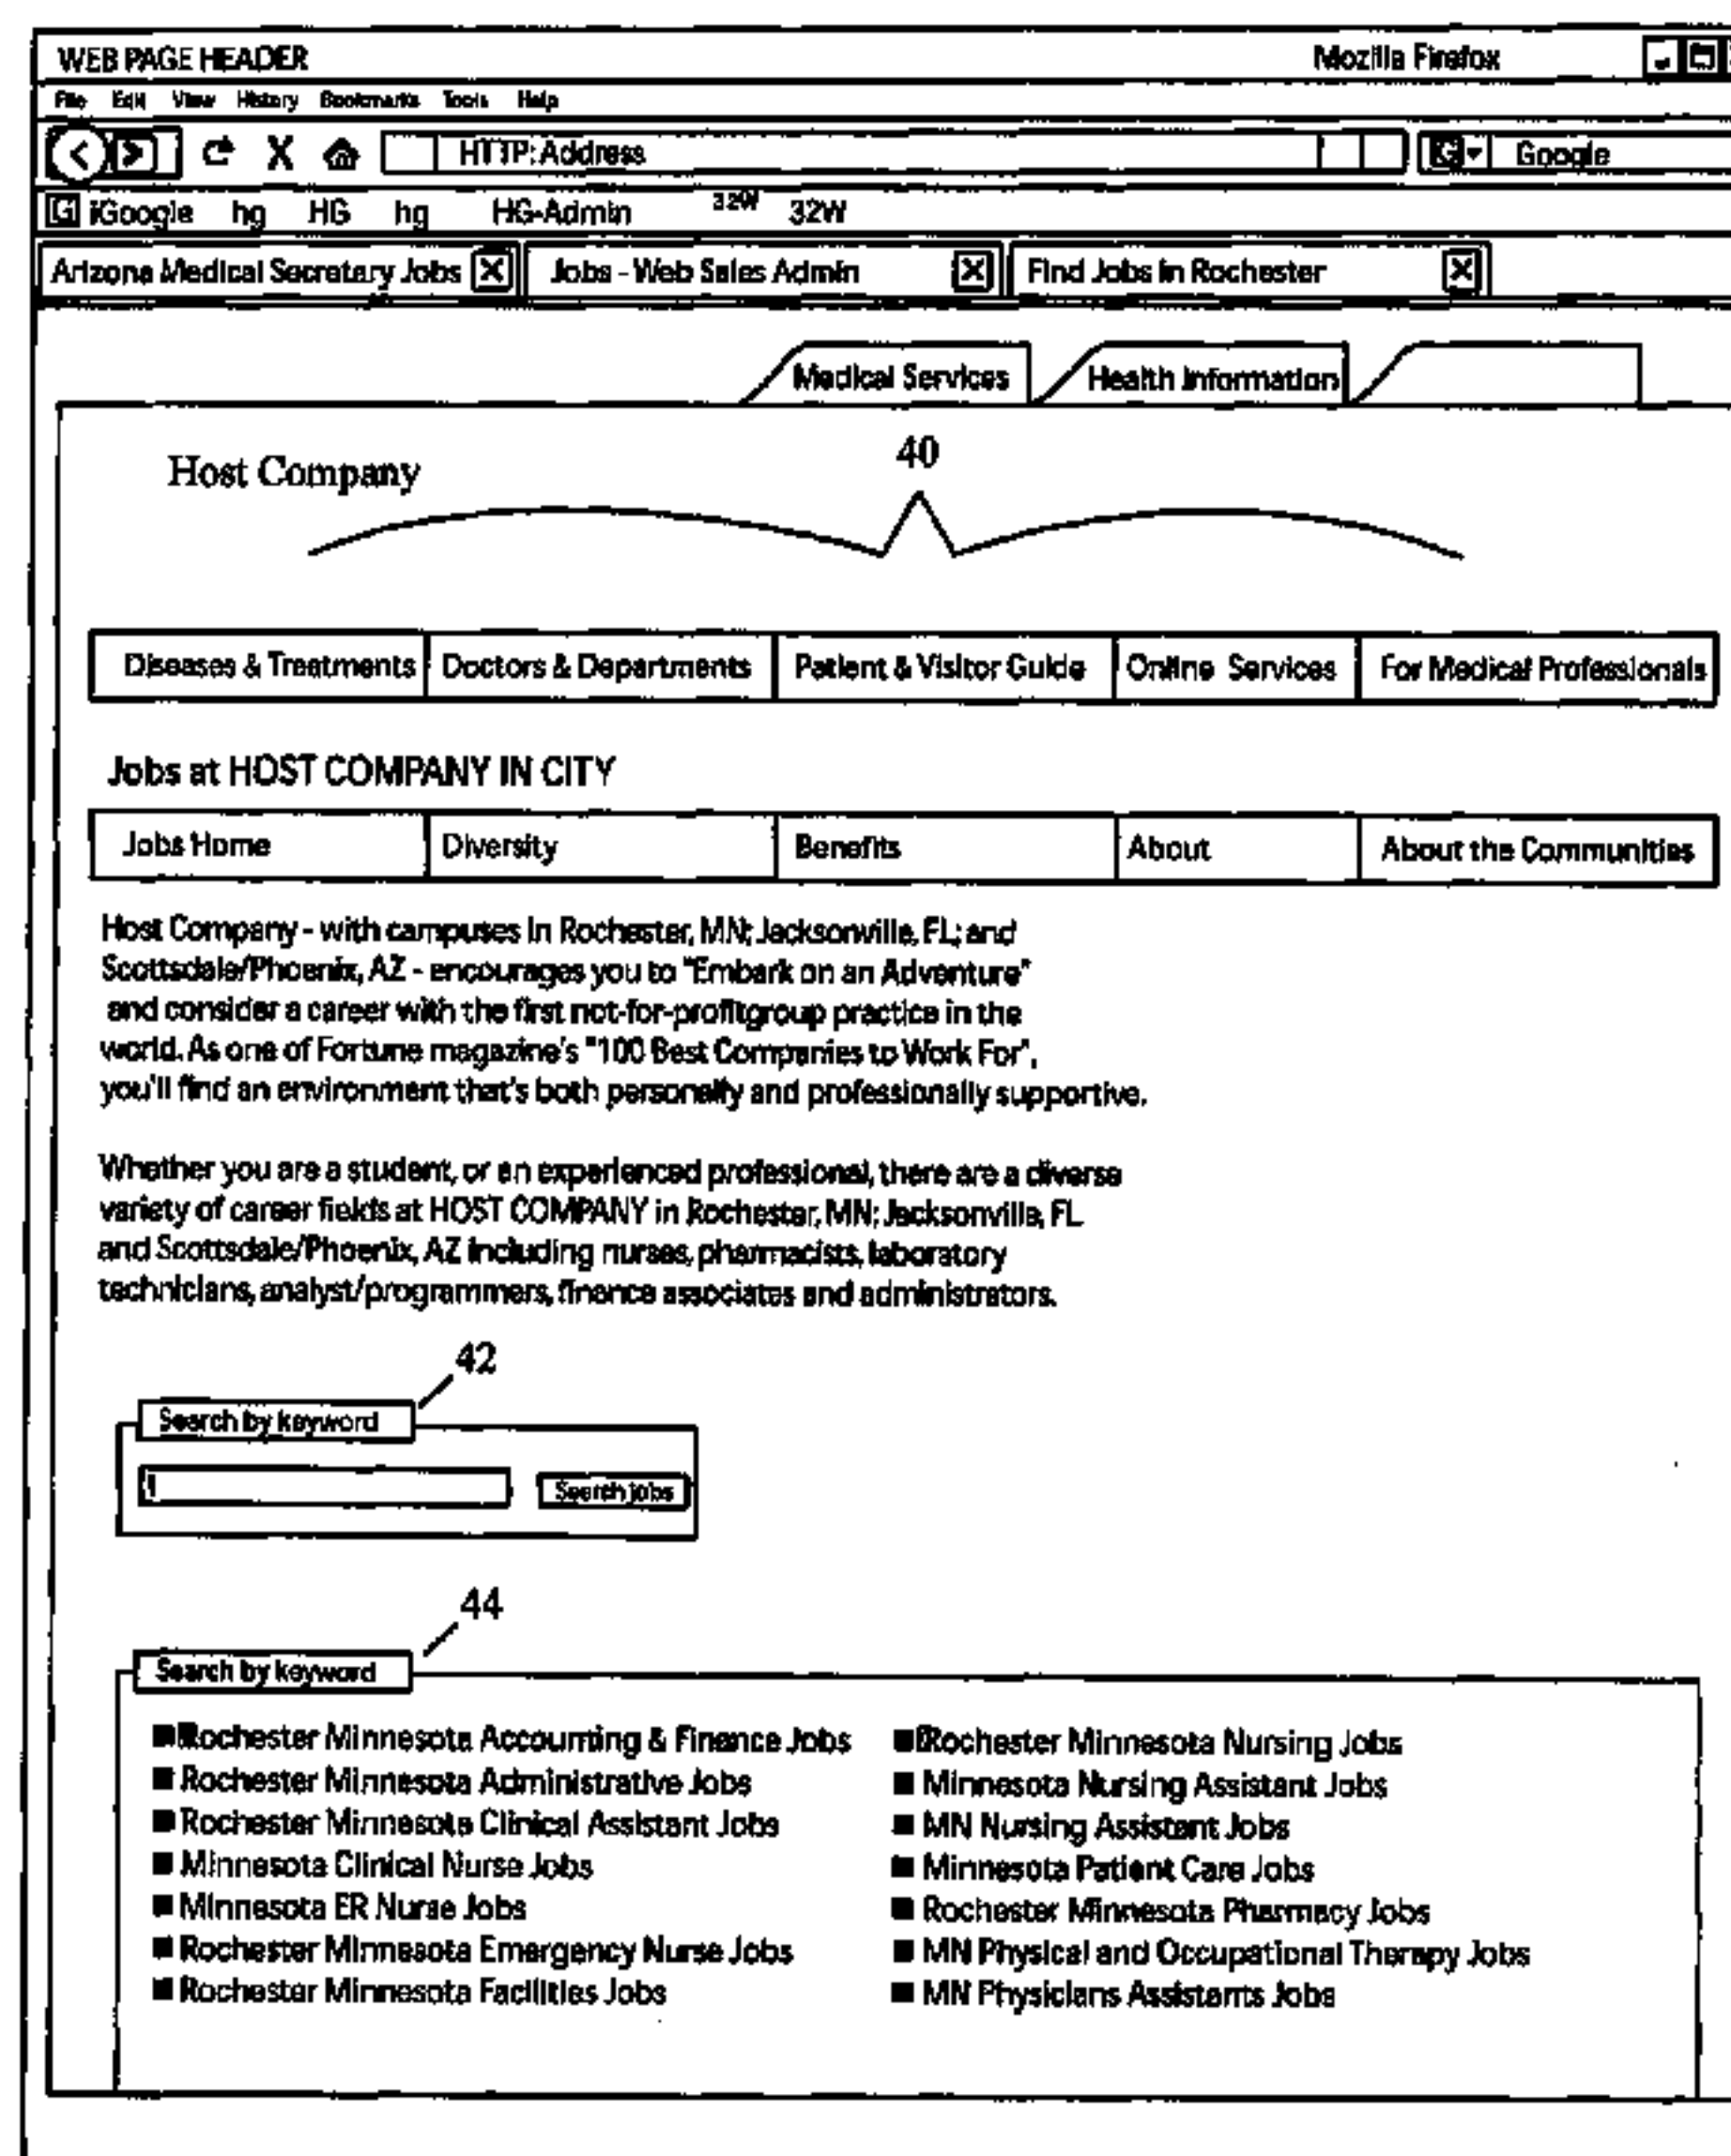 WEB PAGE HEADER Mozilla Firefox
File Edit View History Bookmarks Tools Help
HTTP: Address Google
iGoogle hg HG hg HG-Admin 32W 32W
Arizona Medical Secretary Jobs Jobs - Web Sales Admin Find Jobs in Rochester
Medical Services Health Information
Host Company
40
Diseases & Treatments Doctors & Departments Patient & Visitor Guide Online Services For Medical Professionals
Jobs at HOST COMPANY IN CITY
Jobs Home Diversity Benefits About About the Communities
Host Company - with campuses in Rochester, MN; Jacksonville, FL; and
Scottsdale/Phoenix, AZ - encourages you to "Embark on an Adventure"
and consider a career with the first not-for-profitgroup practice in the
world. As one of Fortune magazine's "100 Best Companies to Work For",
you'll find an environment that's both personally and professionally supportive.
Whether you are a student, or an experienced professional, there are a diverse
variety of career fields at HOST COMPANY in Rochester, MN; Jacksonville, FL
and Scottsdale/Phoenix, AZ including nurses, pharmacists, laboratory
technicians, analyst/programmers, finance associates and administrators.
42
Search by keyword
Search jobs
44
Search by keyword
Rochester Minnesota Accounting & Finance Jobs Rochester Minnesota Nursing Jobs
Rochester Minnesota Administrative Jobs Minnesota Nursing Assistant Jobs
Rochester Minnesota Clinical Assistant Jobs MN Nursing Assistant Jobs
Minnesota Clinical Nurse Jobs Minnesota Patient Care Jobs
Minnesota ER Nurse Jobs Rochester Minnesota Pharmacy Jobs
Rochester Minnesota Emergency Nurse Jobs MN Physical and Occupational Therapy Jobs
Rochester Minnesota Facilities Jobs MN Physicians Assistants Jobs